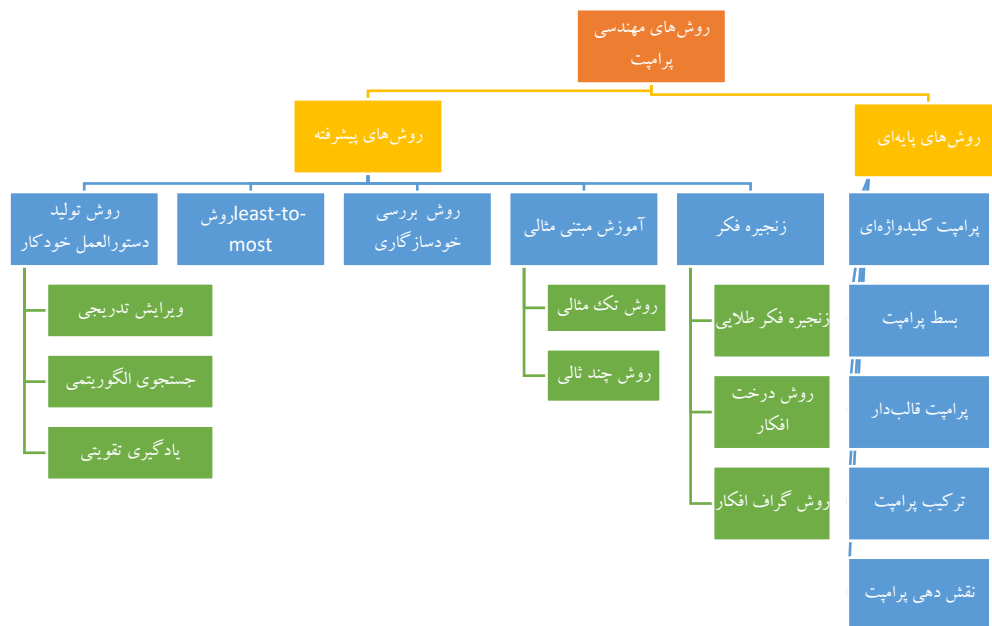 روش‌های مهندسی
پرامپت
روش‌های پایه‌ای
روش‌های پیشرفته
پرامپت کلیدواژه‌ای
بسط پرامپت
پرامپت قالب‌دار
ترکیب پرامپت
نقش دهی پرامپت
زنجیره فکر
زنجیره فکر طلایی
روش درخت
افکار
روش گراف افکار
آموزش مبتنی مثالی
روش تک مثالی
روش چند ثالی
روش بررسی
خودسازگاری
روشleast-to-
most
روش تولید
دستورالعمل خودکار
ویرایش تدریجی
جستجوی الگوریتمی
یادگیری تقویتی